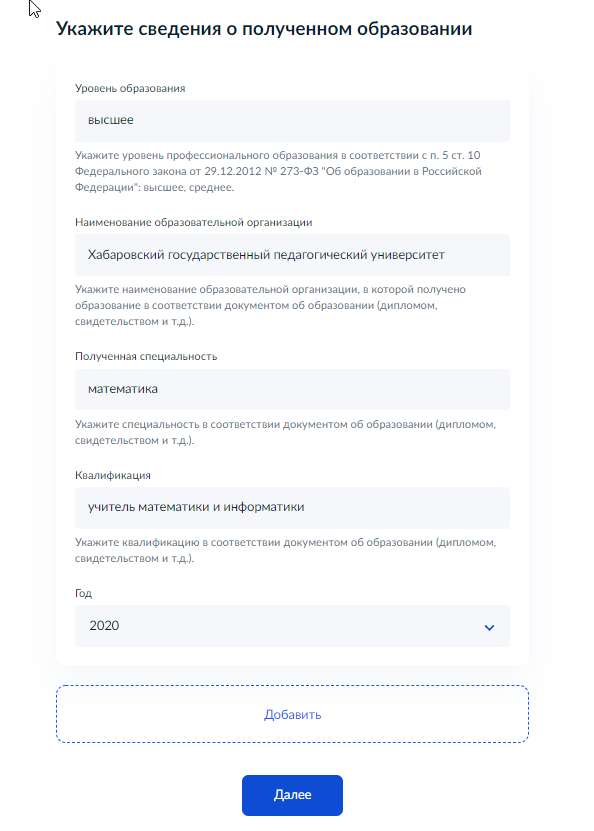 Укажите сведения о полученном образовании
Уровень образования
высшее
Укажите уровень профессионального образования в соответствии с п. 5 ст. 10
Федерального закона от 29.12.2012 № 273-ФЗ "Об образовании в Российской
Федерации": высшее, среднее.
Наименование образовательной организации
Хабаровский государственный педагогический университет
Укажите наименование образовательной организации, в которой получено
образование в соответствии документом об образовании (дипломом,
свидетельством и т.д.).
Полученная специальность
математика
Укажите специальность в соответствии документом об образовании (дипломом,
свидетельством и т.д.).
Квалификация
учитель математики и информатики
Укажите квалификацию в соответствии документом об образовании (дипломом,
свидетельством и т.д.).
Год
2020
Добавить
Далее